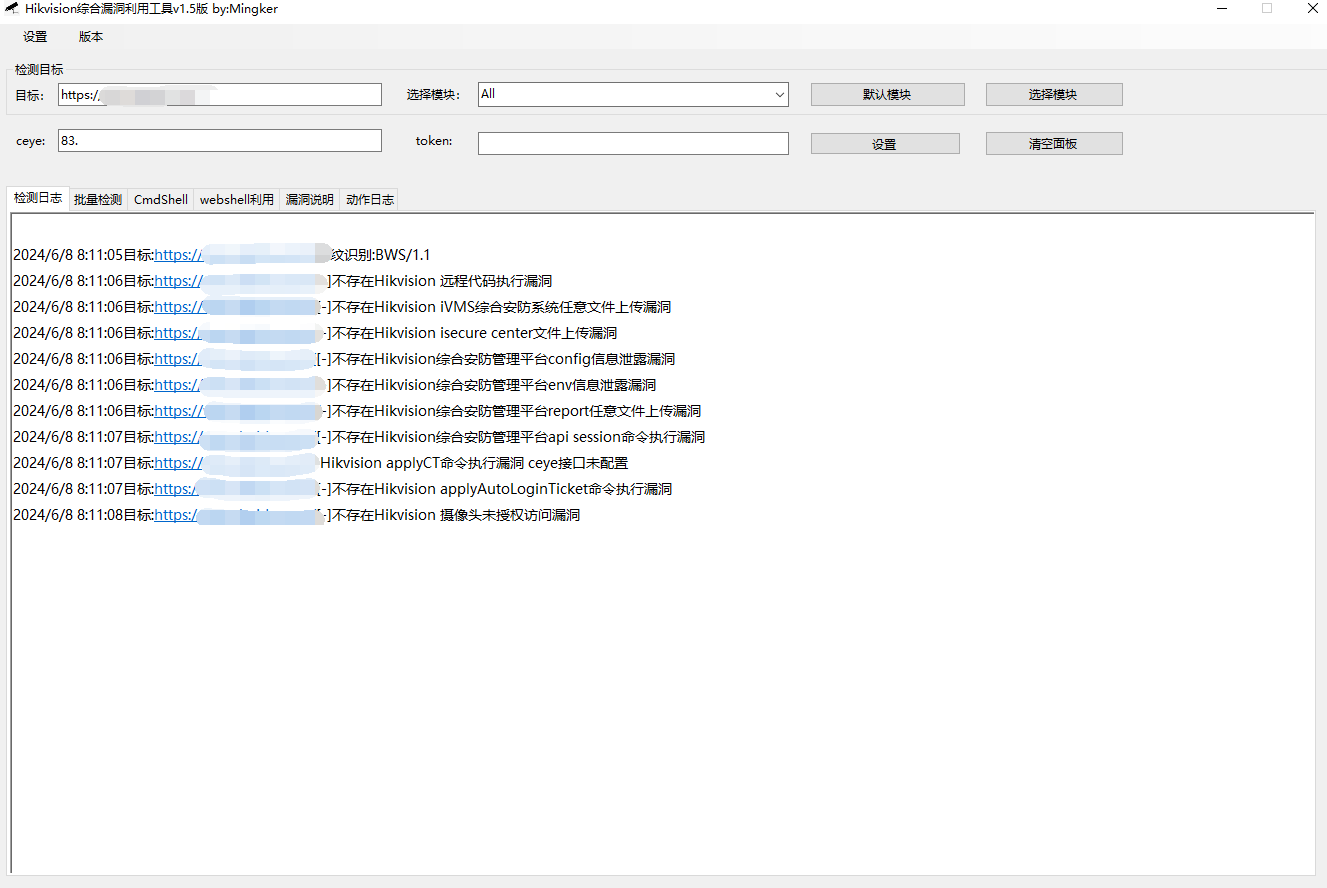 Hikvision综合漏洞利用工具v1.5版 by:Mingker
设置 版本
检测目标
目标: https:/ 选择模块: All 默认模块 选择模块
ceye: 83. token: 设置 清空面板
检测日志 批量检测 CmdShell webshell利用 漏洞说明 动作日志
2024/6/8 8:11:05目标:https:// 纹识别:BWS/1.1
2024/6/8 8:11:06目标:https:// ]不存在Hikvision 远程代码执行漏洞
2024/6/8 8:11:06目标:https:// [-]不存在Hikvision iVMS综合安防系统任意文件上传漏洞
2024/6/8 8:11:06目标:https:// -]不存在Hikvision isecure center文件上传漏洞
2024/6/8 8:11:06目标:https:// [-]不存在Hikvision综合安防管理平台config信息泄露漏洞
2024/6/8 8:11:06目标:https:// ]不存在Hikvision综合安防管理平台env信息泄露漏洞
2024/6/8 8:11:06目标:https:// -]不存在Hikvision综合安防管理平台report任意文件上传漏洞
2024/6/8 8:11:07目标:https:// [-]不存在Hikvision综合安防管理平台api session命令执行漏洞
2024/6/8 8:11:07目标:https:// Hikvision applyCT命令执行漏洞 ceye接口未配置
2024/6/8 8:11:07目标:https:/ [-]不存在Hikvision applyAutoLoginTicket命令执行漏洞
2024/6/8 8:11:08目标:https:/ [-]不存在Hikvision 摄像头未授权访问漏洞